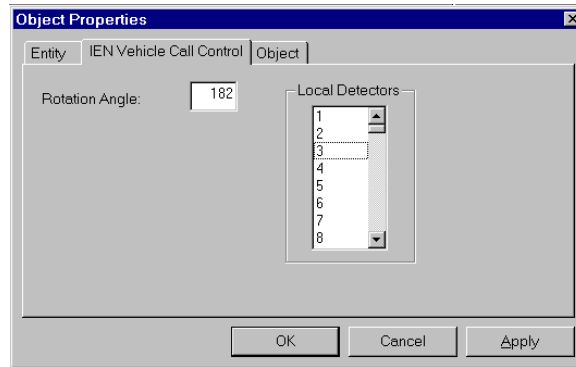 Object Properties
Entity IEN Vehicle Call Control Object
Rotation Angle: 182
Local Detectors
1
2
3
4
5
6
7
8
OK Cancel Apply